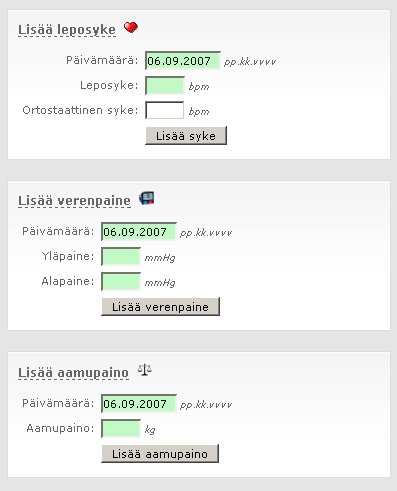 Lisää leposyke
Päivämäärä: 06.09.2007 pp.kk.vvvv
Leposyke: bpm
Ortostaattinen syke: bpm
Lisää syke
Lisää verenpaine
Päivämäärä: 06.09.2007 pp.kk.vvvv
Yläpaine: mmHg
Alapaine: mmHg
Lisää verenpaine
Lisää aamupaino
Päivämäärä: 06.09.2007 pp.kk.vvvv
Aamupaino: kg
Lisää aamupaino